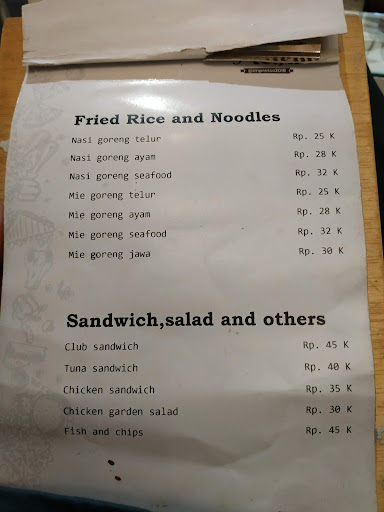 Fried Rice and Noodles
Nasi goreng telur Rp. 25 K
Nasi goreng ayam Rp. 28 K
Nasi goreng seafood Rp. 32 K
Mie goreng telur Rp. 25 K
Mie goreng ayam Rp. 28 K
Mie goreng seafood Rp. 32 K
Mie goreng jawa Rp. 30 K
Sandwich,salad and others
Club sandwich Rp. 45 K
Tuna sandwich Rp. 40 K
Chicken sandwich Rp. 35 K
Chicken garden salad Rp. 30 K
Fish and chips Rp. 45 K